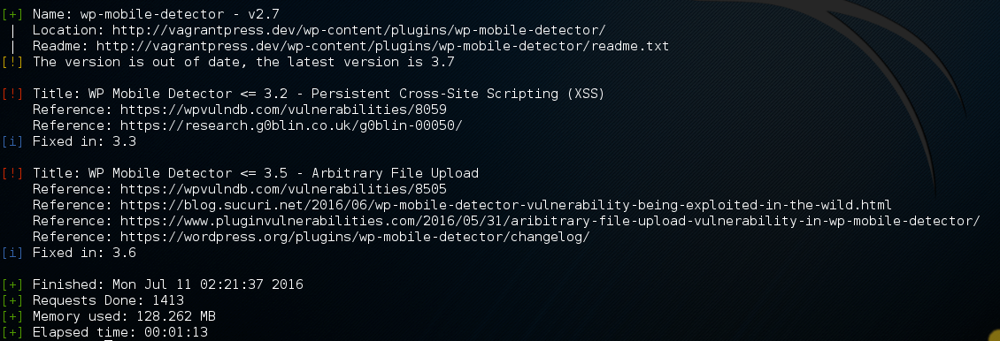 [+] Name: wp-mobile-detector - v2.7
 |  Location: http://vagrantpress.dev/wp-content/plugins/wp-mobile-detector/
 |  Readme: http://vagrantpress.dev/wp-content/plugins/wp-mobile-detector/readme.txt
[!] The version is out of date, the latest version is 3.7
[!] Title: WP Mobile Detector <= 3.2 - Persistent Cross-Site Scripting (XSS)
    Reference: https://wpvulndb.com/vulnerabilities/8059
    Reference: https://research.g0blin.co.uk/g0blin-00050/
[i] Fixed in: 3.3
[!] Title: WP Mobile Detector <= 3.5 - Arbitrary File Upload
    Reference: https://wpvulndb.com/vulnerabilities/8505
    Reference: https://blog.sucuri.net/2016/06/wp-mobile-detector-vulnerability-being-exploited-in-the-wild.html
    Reference: https://www.pluginvulnerabilities.com/2016/05/31/aribitrary-file-upload-vulnerability-in-wp-mobile-detector/
    Reference: https://wordpress.org/plugins/wp-mobile-detector/changelog/
[i] Fixed in: 3.6
[+] Finished: Mon Jul 11 02:21:37 2016
[+] Requests Done: 1413
[+] Memory used: 128.262 MB
[+] Elapsed time: 00:01:13